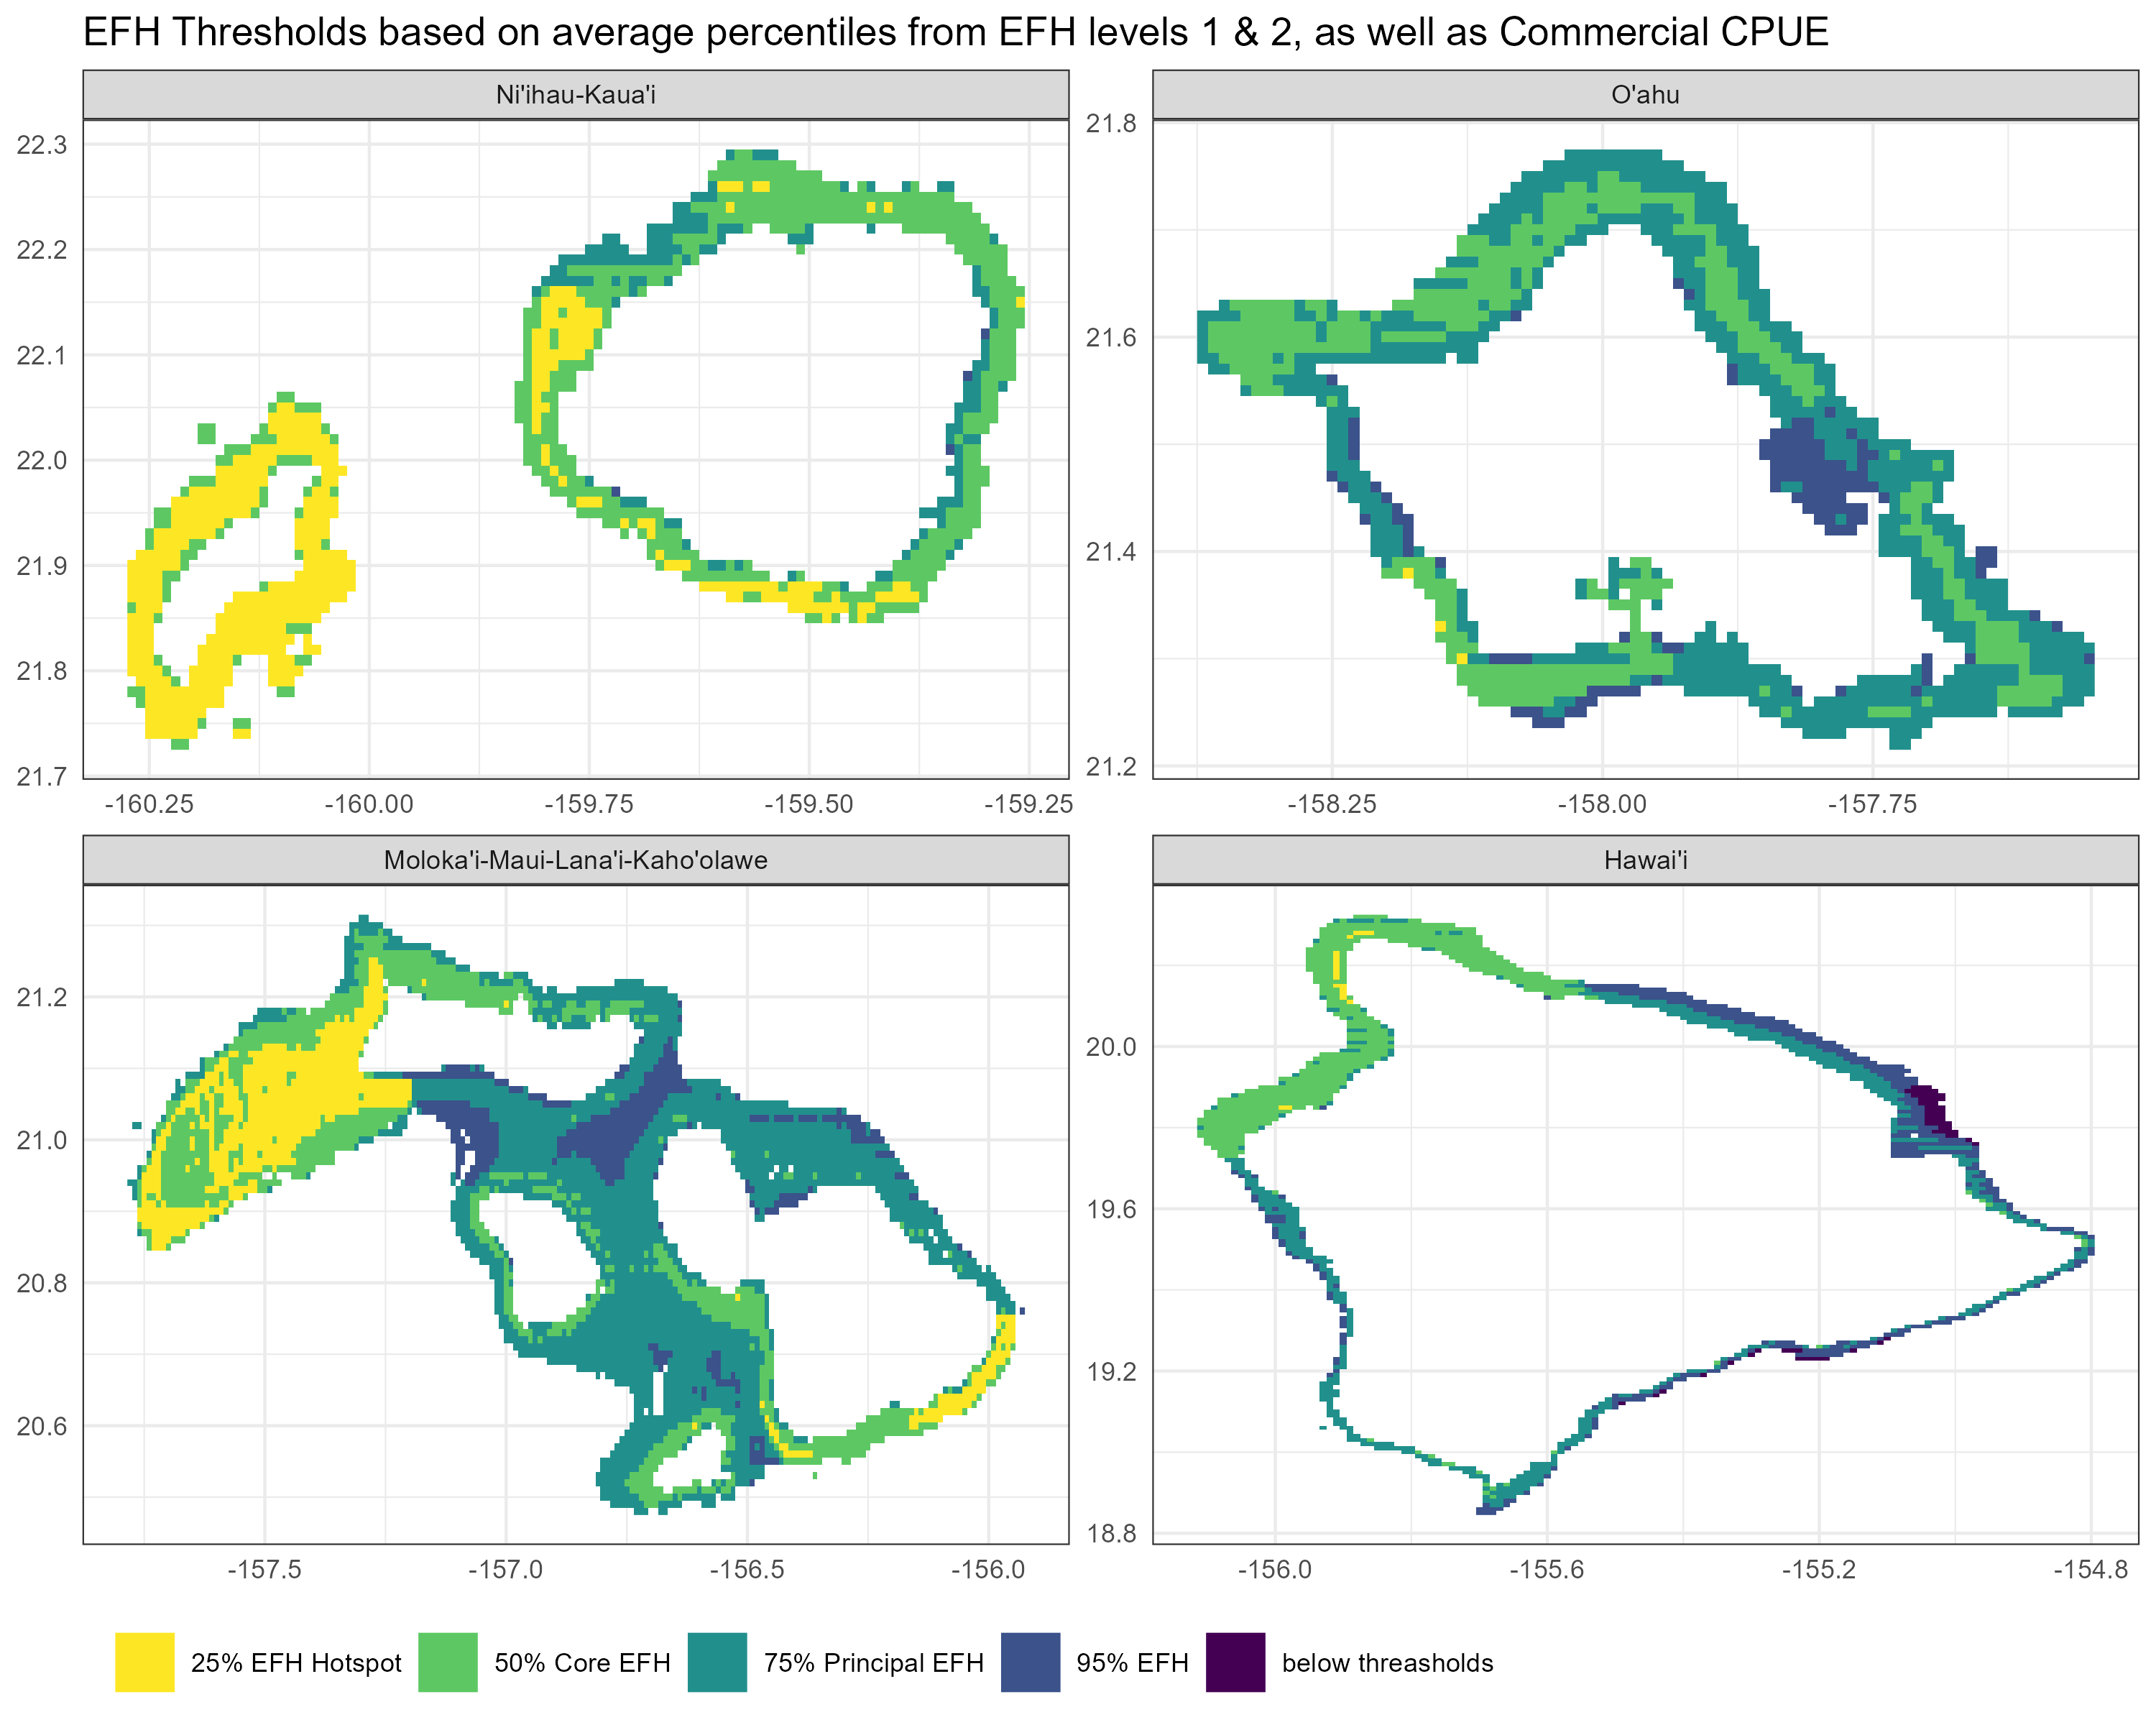 EFH Thresholds based on average percentiles from EFH levels 1 & 2, as well as Commercial CPUE
Ni'ihau-Kaua'i
22.3
22.2
22.1
22.0
21.9
21.8
21.7
-160.25 -160.00 -159.75 -159.50 -159.25
O'ahu
21.8
21.6
21.4
21.2
-158.25 -158.00 -157.75
Moloka'i-Maui-Lana'i-Kaho'olawe
21.2
21.0
20.8
20.6
-157.5 -157.0 -156.5 -156.0
Hawai'i
20.0
19.6
19.2
18.8
-156.0 -155.6 -155.2 -154.8
25% EFH Hotspot 50% Core EFH 75% Principal EFH 95% EFH below threasholds